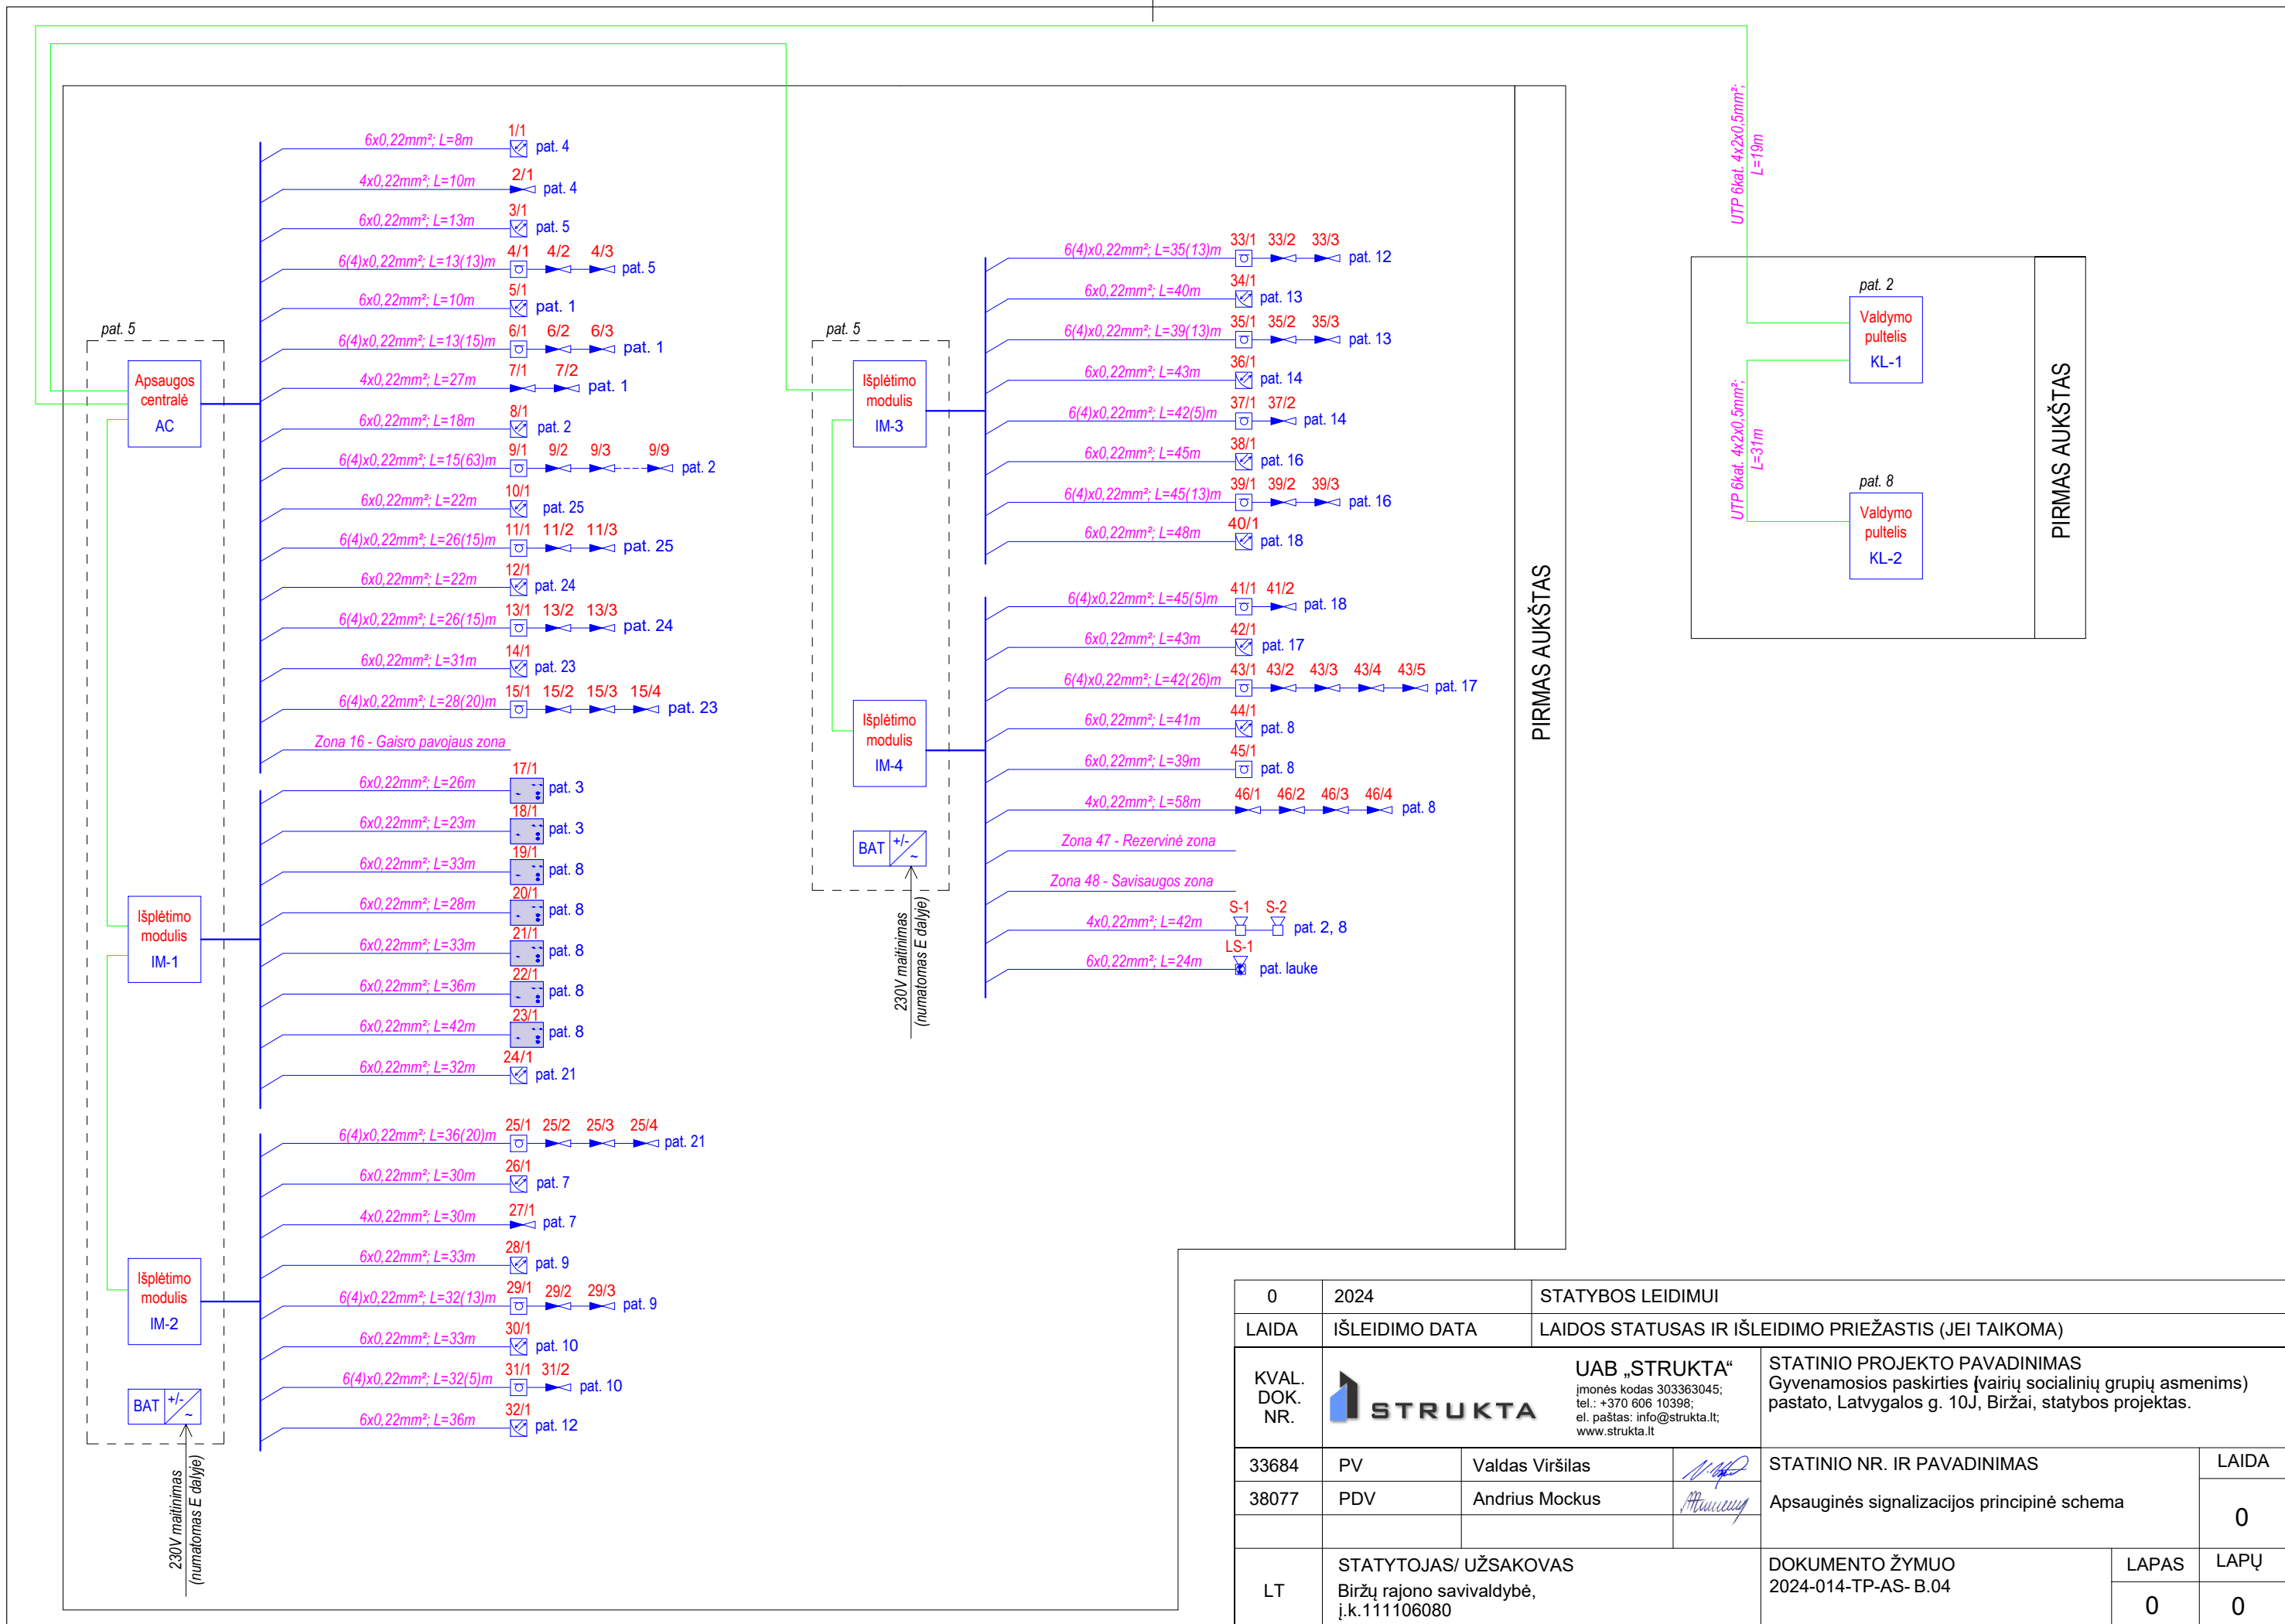 pat. 5
Apsaugos
centralė
AC
Išplėtimo
modulis
IM-1
Išplėtimo
modulis
IM-2
BAT +/- ~
230V maitinimas
(numatomas E dalyje)
6x0,22mm²; L=8m 1/1 pat. 4
4x0,22mm²; L=10m 2/1 pat. 4
6x0,22mm²; L=13m 3/1 pat. 5
6(4)x0,22mm²; L=13(13)m 4/1 4/2 4/3 pat. 5
6x0,22mm²; L=10m 5/1 pat. 1
6(4)x0,22mm²; L=13(15)m 6/1 6/2 6/3 pat. 1
4x0,22mm²; L=27m 7/1 7/2 pat. 1
6x0,22mm²; L=18m 8/1 pat. 2
6(4)x0,22mm²; L=15(63)m 9/1 9/2 9/3 9/9 pat. 2
6x0,22mm²; L=22m 10/1 pat. 25
6(4)x0,22mm²; L=26(15)m 11/1 11/2 11/3 pat. 25
6x0,22mm²; L=22m 12/1 pat. 24
6(4)x0,22mm²; L=26(15)m 13/1 13/2 13/3 pat. 24
6x0,22mm²; L=31m 14/1 pat. 23
6(4)x0,22mm²; L=28(20)m 15/1 15/2 15/3 15/4 pat. 23
Zona 16 - Gaisro pavojaus zona
6x0,22mm²; L=26m 17/1 pat. 3
6x0,22mm²; L=23m 18/1 pat. 3
6x0,22mm²; L=33m 19/1 pat. 8
6x0,22mm²; L=28m 20/1 pat. 8
6x0,22mm²; L=33m 21/1 pat. 8
6x0,22mm²; L=36m 22/1 pat. 8
6x0,22mm²; L=42m 23/1 pat. 8
6x0,22mm²; L=32m 24/1 pat. 21
6(4)x0,22mm²; L=36(20)m 25/1 25/2 25/3 25/4 pat. 21
6x0,22mm²; L=30m 26/1 pat. 7
4x0,22mm²; L=30m 27/1 pat. 7
6x0,22mm²; L=33m 28/1 pat. 9
6(4)x0,22mm²; L=32(13)m 29/1 29/2 29/3 pat. 9
6x0,22mm²; L=33m 30/1 pat. 10
6(4)x0,22mm²; L=32(5)m 31/1 31/2 pat. 10
6x0,22mm²; L=36m 32/1 pat. 12
pat. 5
Išplėtimo
modulis
IM-3
Išplėtimo
modulis
IM-4
BAT +/- ~
230V maitinimas
(numatomas E dalyje)
6(4)x0,22mm²; L=35(13)m 33/1 33/2 33/3 pat. 12
6x0,22mm²; L=40m 34/1 pat. 13
6(4)x0,22mm²; L=39(13)m 35/1 35/2 35/3 pat. 13
6x0,22mm²; L=43m 36/1 pat. 14
6(4)x0,22mm²; L=42(5)m 37/1 37/2 pat. 14
6x0,22mm²; L=45m 38/1 pat. 16
6(4)x0,22mm²; L=45(13)m 39/1 39/2 39/3 pat. 16
6x0,22mm²; L=48m 40/1 pat. 18
6(4)x0,22mm²; L=45(5)m 41/1 41/2 pat. 18
6x0,22mm²; L=43m 42/1 pat. 17
6(4)x0,22mm²; L=42(26)m 43/1 43/2 43/3 43/4 43/5 pat. 17
6x0,22mm²; L=41m 44/1 pat. 8
6x0,22mm²; L=39m 45/1 pat. 8
4x0,22mm²; L=58m 46/1 46/2 46/3 46/4 pat. 8
Zona 47 - Rezervinė zona
Zona 48 - Savisaugos zona
4x0,22mm²; L=42m S-1 S-2 pat. 2, 8
6x0,22mm²; L=24m LS-1 pat. lauke
PIRMAS AUKŠTAS
UTP 6kat. 4x2x0,5mm²;
L=19m
UTP 6kat. 4x2x0,5mm²;
L=31m
pat. 2
Valdymo
pultelis
KL-1
pat. 8
Valdymo
pultelis
KL-2
PIRMAS AUKŠTAS
0 2024 STATYBOS LEIDIMUI
LAIDA IŠLEIDIMO DATA LAIDOS STATUSAS IR IŠLEIDIMO PRIEŽASTIS (JEI TAIKOMA)
KVAL.
DOK.
NR.
STRUKTA
UAB „STRUKTA“
įmonės kodas 303363045;
tel.: +370 606 10398;
el. paštas: info@strukta.lt;
www.strukta.lt
STATINIO PROJEKTO PAVADINIMAS
Gyvenamosios paskirties (įvairių socialinių grupių asmenims)
pastato, Latvygalos g. 10J, Biržai, statybos projektas.
33684 PV Valdas Viršilas
38077 PDV Andrius Mockus
STATINIO NR. IR PAVADINIMAS
Apsauginės signalizacijos principinė schema
LAIDA
0
LT
STATYTOJAS/ UŽSAKOVAS
Biržų rajono savivaldybė,
į.k.111106080
DOKUMENTO ŽYMUO
2024-014-TP-AS- B.04
LAPAS LAPŲ
0 0